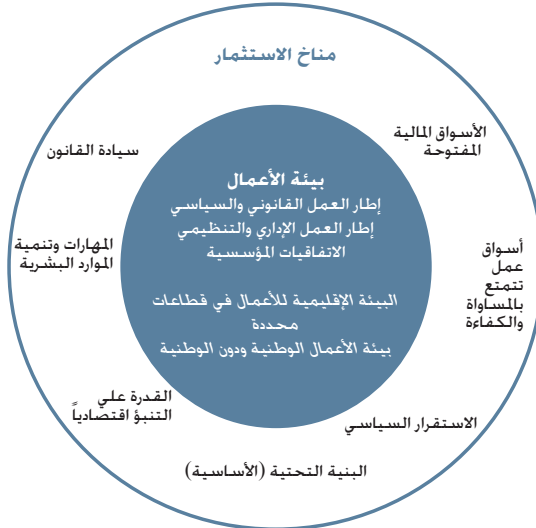 مناخ الاستثمار
الأسواق المالية
المفتوحة
سيادة القانون
بيئة الأعمال
إطار العمل القانوني والسياسي
إطار العمل الإداري والتنظيمي
الاتفاقيات المؤسسية
أسواق
عمل
تتمتع
بالمساواة
والكفاءة
المهارات وتنمية
الموارد البشرية
البيئة الإقليمية للأعمال في قطاعات
محددة
بيئة الأعمال الوطنية ودون الوطنية
القدرة علي
التنبؤ اقتصادياً
الاستقرار السياسي
البنية التحتية (الأساسية)